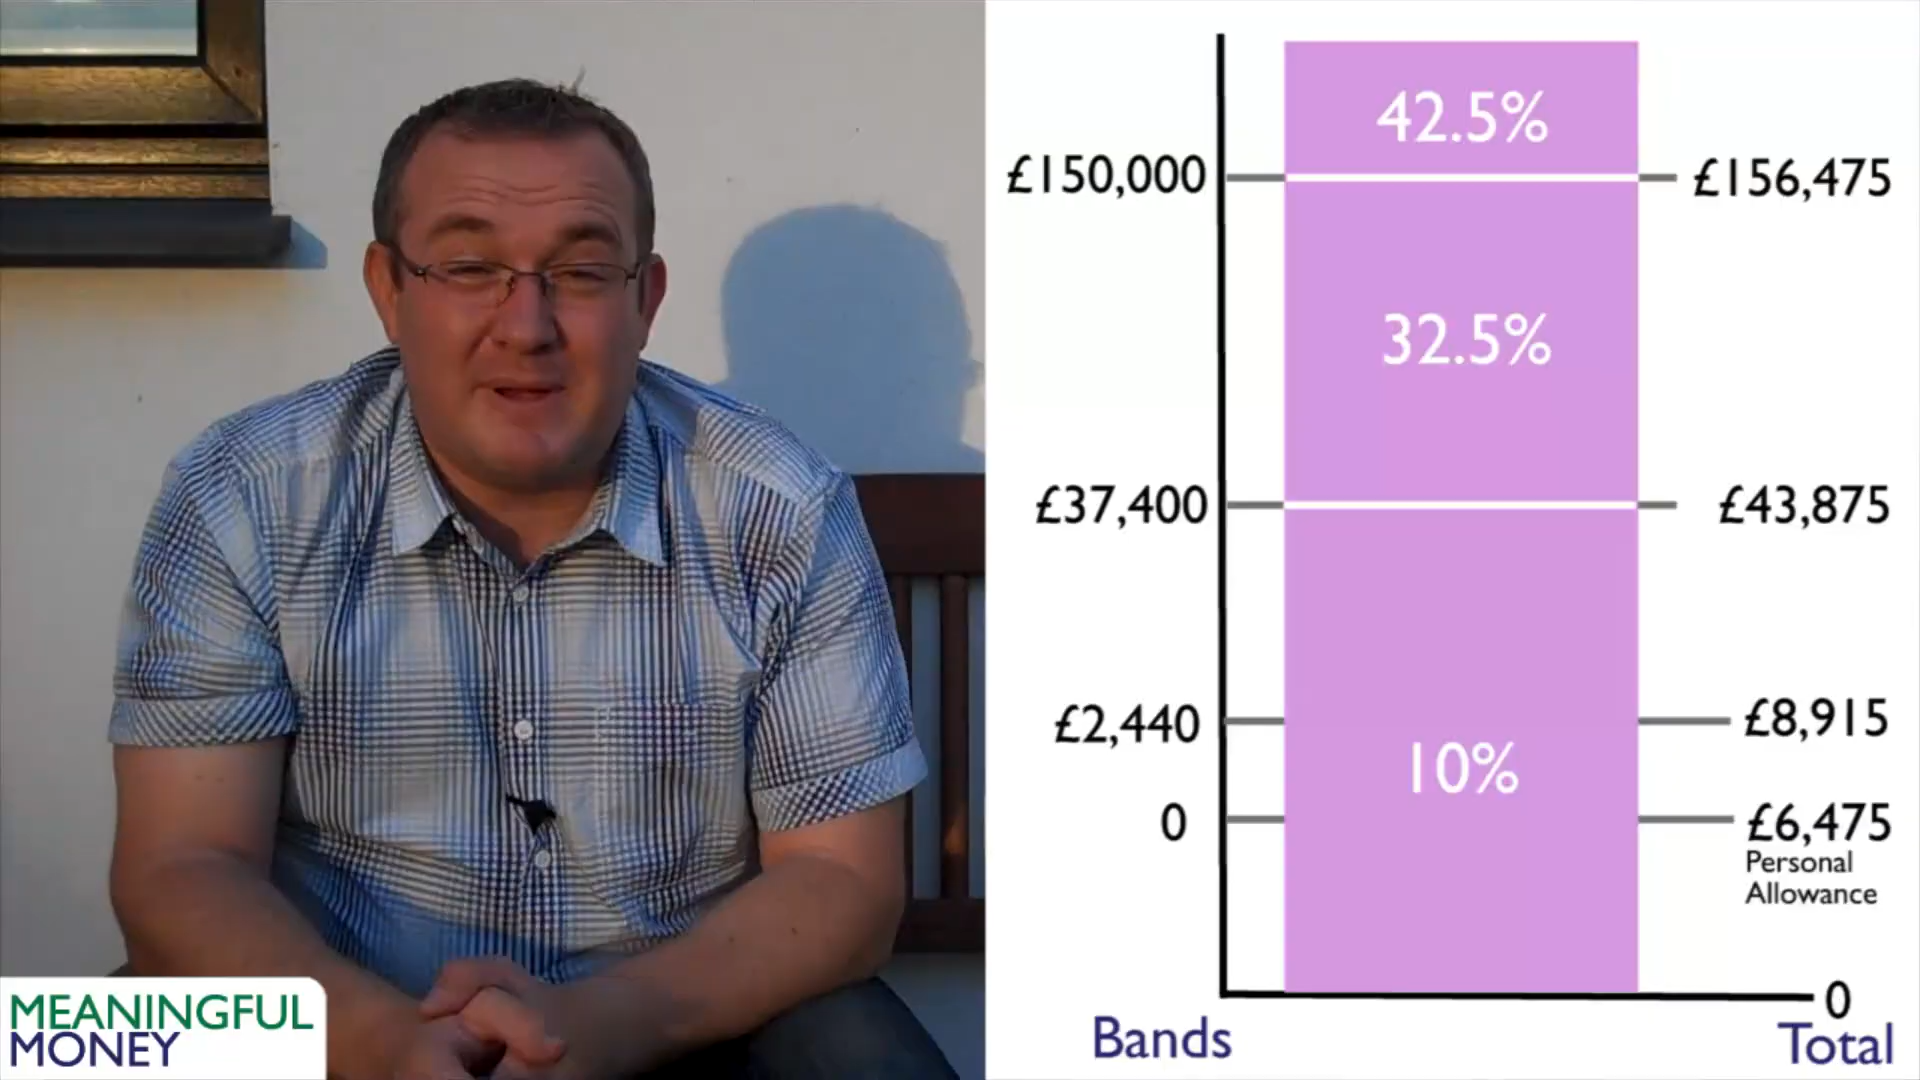 42.5%
£150,000
£156,475
32.5%
£37,400
£43,875
£2,440
£8,915
10%
0
£6,475
Personal
Allowance
0
Bands
Total
MEANINGFUL
MONEY